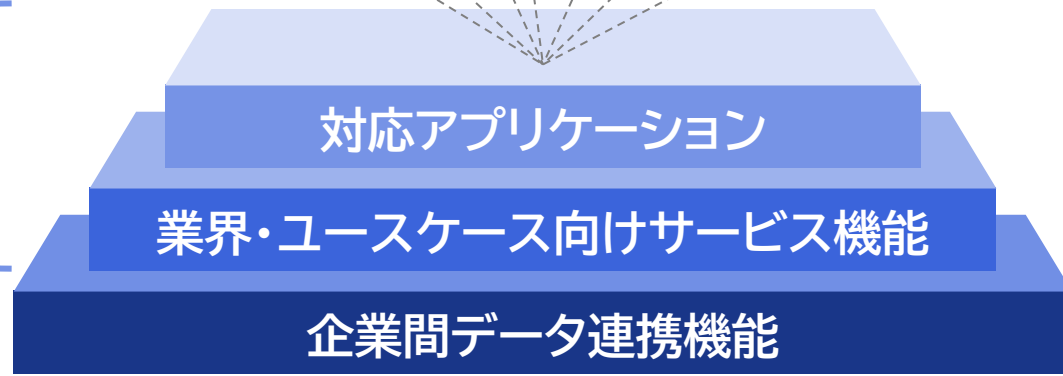 対応アプリケーション
業界・ユースケース向けサービス機能
企業間データ連携機能